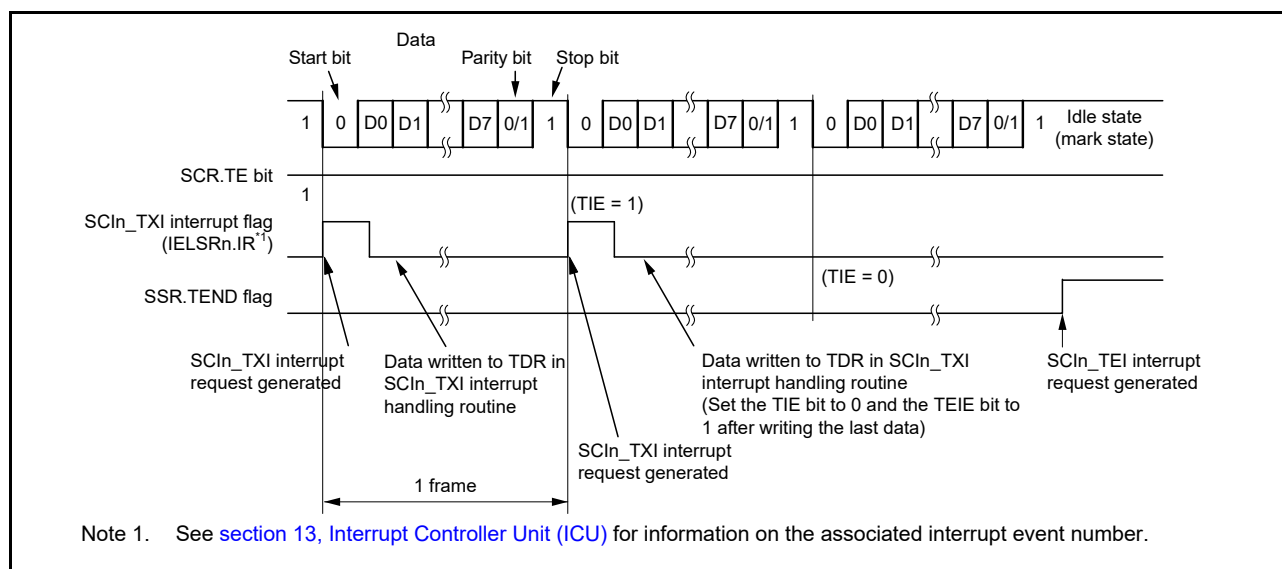 Data
Start bit
Parity bit
Stop bit
1 0 D0 D1 D7 0/1 1 0 D0 D1 D7 0/1 1 0 D0 D1 D7 0/1 1
Idle state
(mark state)
SCR.TE bit
1
(TIE = 1)
SCIn_TXI interrupt flag
(IELSRn.IR*1)
(TIE = 0)
SSR.TEND flag
SCIn_TXI interrupt
request generated
Data written to TDR in
SCIn_TXI interrupt
handling routine
Data written to TDR in SCIn_TXI
interrupt handling routine
(Set the TIE bit to 0 and the TEIE bit to
1 after writing the last data)
SCIn_TEI interrupt
request generated
SCIn_TXI interrupt
request generated
1 frame
Note 1. See section 13, Interrupt Controller Unit (ICU) for information on the associated interrupt event number.